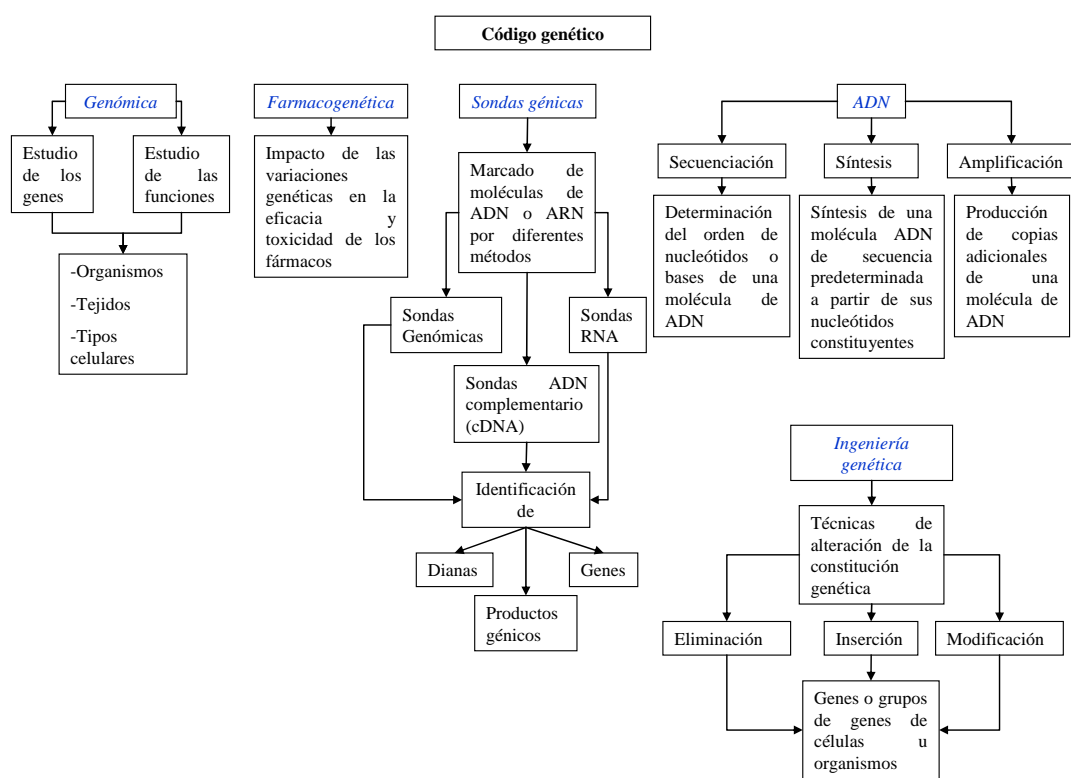 Código genético
Genómica
Estudio
de los
genes
Estudio
de las
funciones
-Organismos
-Tejidos
-Tipos
celulares
Farmacogenética
Impacto de las
variaciones
genéticas en la
eficacia y
toxicidad de los
fármacos
Sondas génicas
Marcado de
moléculas de
ADN o ARN
por diferentes
métodos
Sondas
Genómicas
Sondas
RNA
Sondas ADN
complementario
(cDNA)
Identificación
de
Dianas
Genes
Productos
génicos
ADN
Secuenciación
Determinación
del orden de
nucleótidos o
bases de una
molécula de
ADN
Síntesis
Síntesis de una
molécula ADN
de secuencia
predeterminada
a partir de sus
nucleótidos
constituyentes
Amplificación
Producción
de copias
adicionales
de una
molécula de
ADN
Ingeniería
genética
Técnicas de
alteración de la
constitución
genética
Eliminación
Inserción
Modificación
Genes o grupos
de genes de
células u
organismos